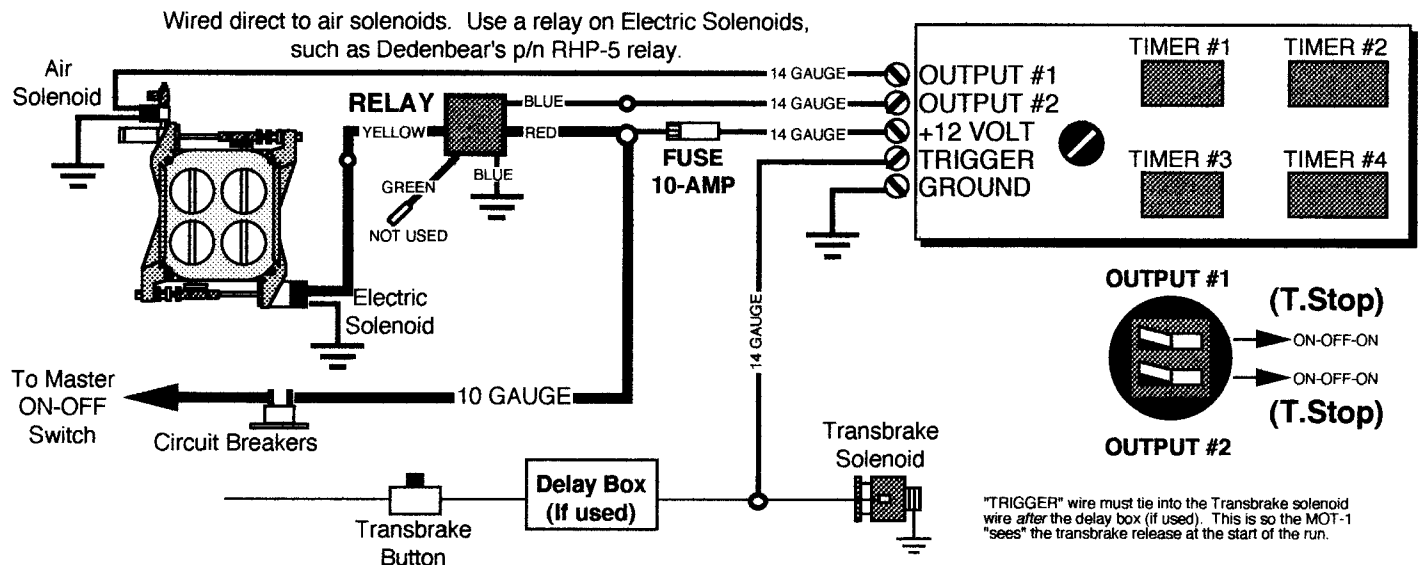 Wired direct to air solenoids. Use a relay on Electric Solenoids,
such as Dedenbear's p/n RHP-5 relay.
Air
Solenoid
RELAY
YELLOW
BLUE
RED
GREEN
NOT USED
BLUE
14 GAUGE
14 GAUGE
14 GAUGE
FUSE
10-AMP
OUTPUT #1
OUTPUT #2
+12 VOLT
TRIGGER
GROUND
TIMER #1
TIMER #2
TIMER #3
TIMER #4
Electric
Solenoid
14 GAUGE
To Master
ON-OFF
Switch
Circuit Breakers
10 GAUGE
OUTPUT #1
(T.Stop)
ON-OFF-ON
ON-OFF-ON
(T.Stop)
OUTPUT #2
Transbrake
Button
Delay Box
(If used)
Transbrake
Solenoid
"TRIGGER" wire must tie into the Transbrake solenoid
wire after the delay box (if used). This is so the MOT-1
"sees" the transbrake release at the start of the run.